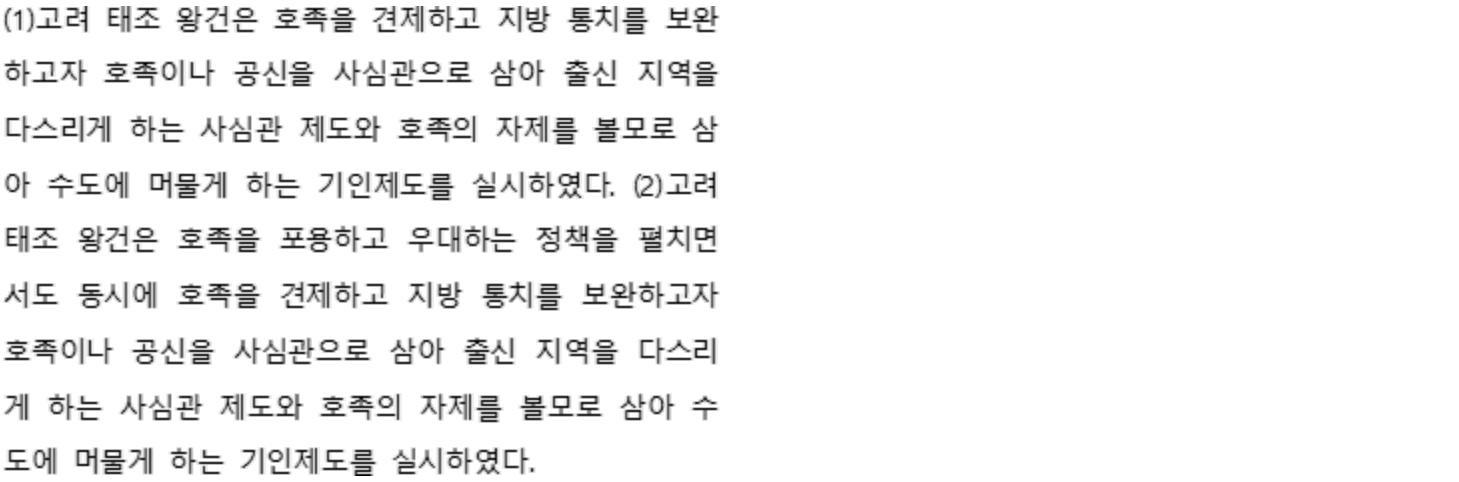 (1)고려 태조 왕건은 호족을 견제하고 지방 통치를 보완
하고자 호족이나 공신을 사심관으로 삼아 출신 지역을
다스리게 하는 사심관 제도와 호족의 자제를 볼모로 삼
아 수도에 머물게 하는 기인제도를 실시하였다. (2)고려
태조 왕건은 호족을 포용하고 우대하는 정책을 펼치면
서도 동시에 호족을 견제하고 지방 통치를 보완하고자
호족이나 공신을 사심관으로 삼아 출신 지역을 다스리
게 하는 사심관 제도와 호족의 자제를 볼모로 삼아 수
도에 머물게 하는 기인제도를 실시하였다.